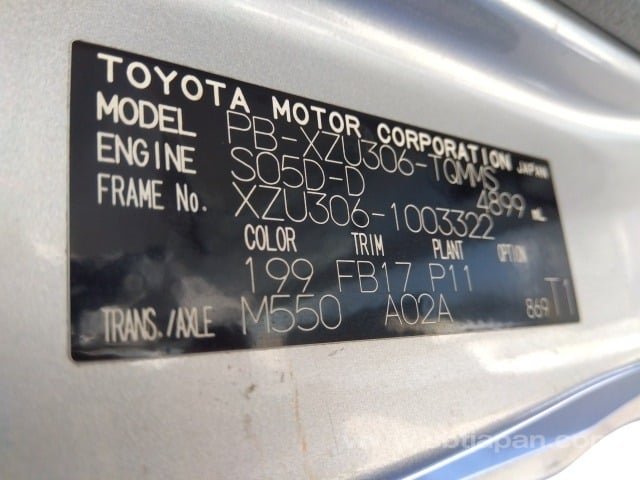 TOYOTA MOTOR CORPORATION JAPAN
MODEL PB-XZU306-TQMMS
ENGINE S05D-D 4899 mL
FRAME No. XZU306-1003322
COLOR TRIM PLANT OPTION
199 FB17 P11
TRANS./AXLE M550 A02A 869 T1